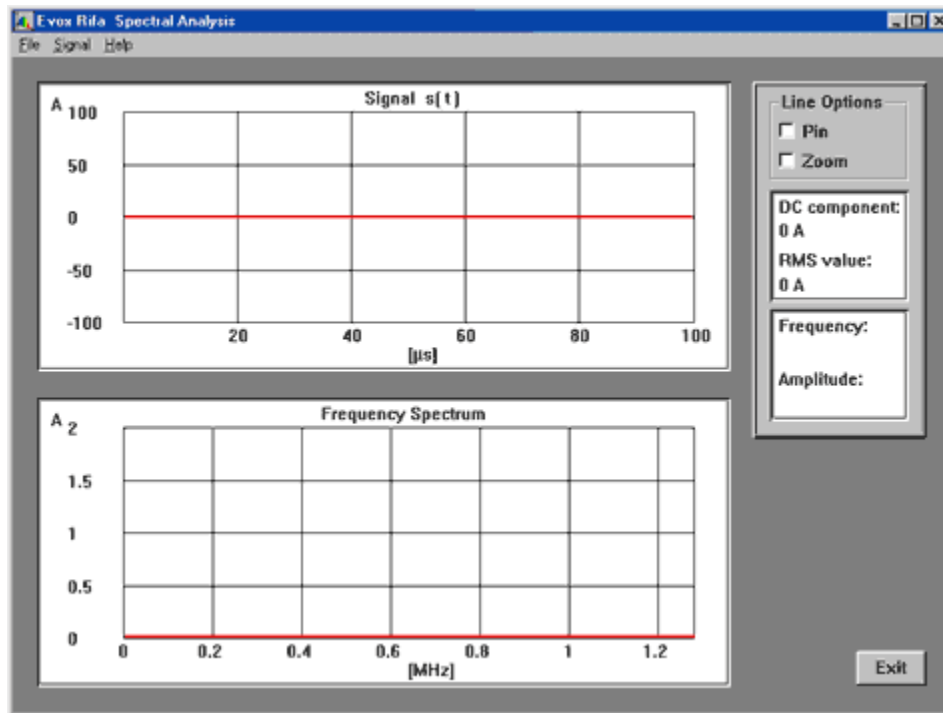 Evox Rifa Spectral Analysis
File Signal Help
Signal s(t)
A 100
50
0
-50
-100
20 40 60 80 100
[µs]
Line Options
Pin
Zoom
DC component:
0 A
RMS value:
0 A
Frequency:
Amplitude:
Frequency Spectrum
A 2
1.5
1
0.5
0
0 0.2 0.4 0.6 0.8 1 1.2
[MHz]
Exit